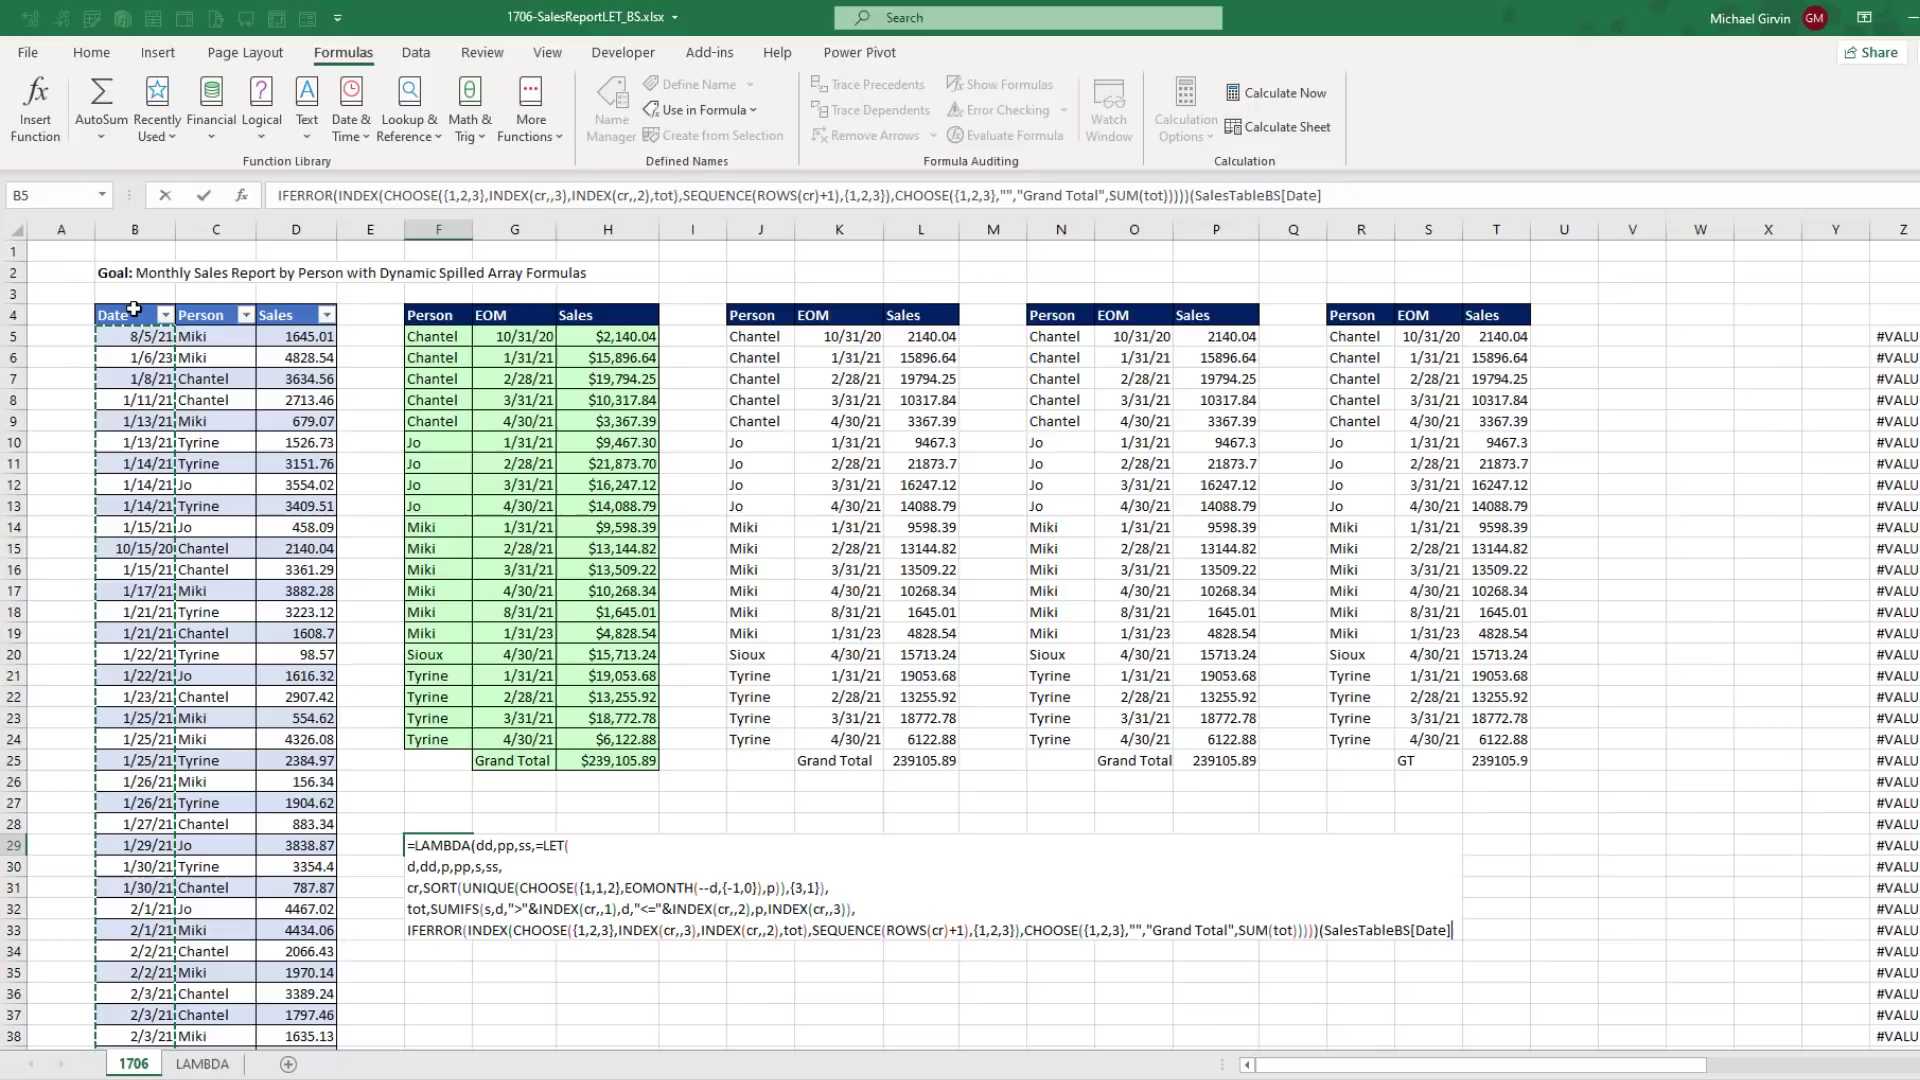 1706-SalesReportLET_BS.xlsx
Search
Michael Girvin GM
File Home Insert Page Layout Formulas Data Review View Developer Add-ins Help Power Pivot Share
fx Insert Function
AutoSum
Recently Used
Financial
Logical
Text
Date & Time
Lookup & Reference
Math & Trig
More Functions
Function Library
Name Manager
Define Name
Use in Formula
Create from Selection
Defined Names
Trace Precedents
Trace Dependents
Remove Arrows
Show Formulas
Error Checking
Evaluate Formula
Watch Window
Formula Auditing
Calculation Options
Calculate Now
Calculate Sheet
Calculation
B5 fx IFERROR(INDEX(CHOOSE({1,2,3},INDEX(cr,,3),INDEX(cr,,2),tot),SEQUENCE(ROWS(cr)+1),{1,2,3}),CHOOSE({1,2,3},"","Grand Total",SUM(tot)))))(SalesTableBS[Date]
A B C D E F G H I J K L M N O P Q R S T U V W X Y Z
1
2 Goal: Monthly Sales Report by Person with Dynamic Spilled Array Formulas
3
4 Date Person Sales Person EOM Sales Person EOM Sales Person EOM Sales Person EOM Sales
5 8/5/21 Miki 1645.01 Chantel 10/31/20 $2,140.04 Chantel 10/31/20 2140.04 Chantel 10/31/20 2140.04 Chantel 10/31/20 2140.04 #VALU
6 1/6/23 Miki 4828.54 Chantel 1/31/21 $15,896.64 Chantel 1/31/21 15896.64 Chantel 1/31/21 15896.64 Chantel 1/31/21 15896.64 #VALU
7 1/8/21 Chantel 3634.56 Chantel 2/28/21 $19,794.25 Chantel 2/28/21 19794.25 Chantel 2/28/21 19794.25 Chantel 2/28/21 19794.25 #VALU
8 1/11/21 Chantel 2713.46 Chantel 3/31/21 $10,317.84 Chantel 3/31/21 10317.84 Chantel 3/31/21 10317.84 Chantel 3/31/21 10317.84 #VALU
9 1/13/21 Miki 679.07 Chantel 4/30/21 $3,367.39 Chantel 4/30/21 3367.39 Chantel 4/30/21 3367.39 Chantel 4/30/21 3367.39 #VALU
10 1/13/21 Tyrine 1526.73 Jo 1/31/21 $9,467.30 Jo 1/31/21 9467.3 Jo 1/31/21 9467.3 Jo 1/31/21 9467.3 #VALU
11 1/14/21 Tyrine 3151.76 Jo 2/28/21 $21,873.70 Jo 2/28/21 21873.7 Jo 2/28/21 21873.7 Jo 2/28/21 21873.7 #VALU
12 1/14/21 Jo 3554.02 Jo 3/31/21 $16,247.12 Jo 3/31/21 16247.12 Jo 3/31/21 16247.12 Jo 3/31/21 16247.12 #VALU
13 1/14/21 Tyrine 3409.51 Jo 4/30/21 $14,088.79 Jo 4/30/21 14088.79 Jo 4/30/21 14088.79 Jo 4/30/21 14088.79 #VALU
14 1/15/21 Jo 458.09 Miki 1/31/21 $9,598.39 Miki 1/31/21 9598.39 Miki 1/31/21 9598.39 Miki 1/31/21 9598.39 #VALU
15 10/15/20 Chantel 2140.04 Miki 2/28/21 $13,144.82 Miki 2/28/21 13144.82 Miki 2/28/21 13144.82 Miki 2/28/21 13144.82 #VALU
16 1/15/21 Chantel 3361.29 Miki 3/31/21 $13,509.22 Miki 3/31/21 13509.22 Miki 3/31/21 13509.22 Miki 3/31/21 13509.22 #VALU
17 1/17/21 Miki 3882.28 Miki 4/30/21 $10,268.34 Miki 4/30/21 10268.34 Miki 4/30/21 10268.34 Miki 4/30/21 10268.34 #VALU
18 1/21/21 Tyrine 3223.12 Miki 8/31/21 $1,645.01 Miki 8/31/21 1645.01 Miki 8/31/21 1645.01 Miki 8/31/21 1645.01 #VALU
19 1/21/21 Chantel 1608.7 Miki 1/31/23 $4,828.54 Miki 1/31/23 4828.54 Miki 1/31/23 4828.54 Miki 1/31/23 4828.54 #VALU
20 1/22/21 Tyrine 98.57 Sioux 4/30/21 $15,713.24 Sioux 4/30/21 15713.24 Sioux 4/30/21 15713.24 Sioux 4/30/21 15713.24 #VALU
21 1/22/21 Jo 1616.32 Tyrine 1/31/21 $19,053.68 Tyrine 1/31/21 19053.68 Tyrine 1/31/21 19053.68 Tyrine 1/31/21 19053.68 #VALU
22 1/23/21 Chantel 2907.42 Tyrine 2/28/21 $13,255.92 Tyrine 2/28/21 13255.92 Tyrine 2/28/21 13255.92 Tyrine 2/28/21 13255.92 #VALU
23 1/25/21 Miki 554.62 Tyrine 3/31/21 $18,772.78 Tyrine 3/31/21 18772.78 Tyrine 3/31/21 18772.78 Tyrine 3/31/21 18772.78 #VALU
24 1/25/21 Miki 4326.08 Tyrine 4/30/21 $6,122.88 Tyrine 4/30/21 6122.88 Tyrine 4/30/21 6122.88 Tyrine 4/30/21 6122.88 #VALU
25 1/25/21 Tyrine 2384.97 Grand Total $239,105.89 Grand Total 239105.89 Grand Total 239105.89 GT 239105.9 #VALU
26 1/26/21 Miki 156.34 #VALU
27 1/26/21 Tyrine 1904.62 #VALU
28 1/27/21 Chantel 883.34 #VALU
29 1/29/21 Jo 3838.87 =LAMBDA(dd,pp,ss,=LET( #VALU
30 1/30/21 Tyrine 3354.4 d,dd,p,pp,s,ss, #VALU
31 1/30/21 Chantel 787.87 cr,SORT(UNIQUE(CHOOSE({1,1,2},EOMONTH(--d,{-1,0}),p)),{3,1}), #VALU
32 2/1/21 Jo 4467.02 tot,SUMIFS(s,d,">"&INDEX(cr,,1),d,"<="&INDEX(cr,,2),p,INDEX(cr,,3)), #VALU
33 2/1/21 Miki 4434.06 IFERROR(INDEX(CHOOSE({1,2,3},INDEX(cr,,3),INDEX(cr,,2),tot),SEQUENCE(ROWS(cr)+1),{1,2,3}),CHOOSE({1,2,3},"","Grand Total",SUM(tot)))))(SalesTableBS[Date] #VALU
34 2/2/21 Chantel 2066.43 #VALU
35 2/2/21 Miki 1970.14 #VALU
36 2/3/21 Chantel 3389.24 #VALU
37 2/3/21 Chantel 1797.46 #VALU
38 2/3/21 Miki 1635.13 #VALU
1706 LAMBDA